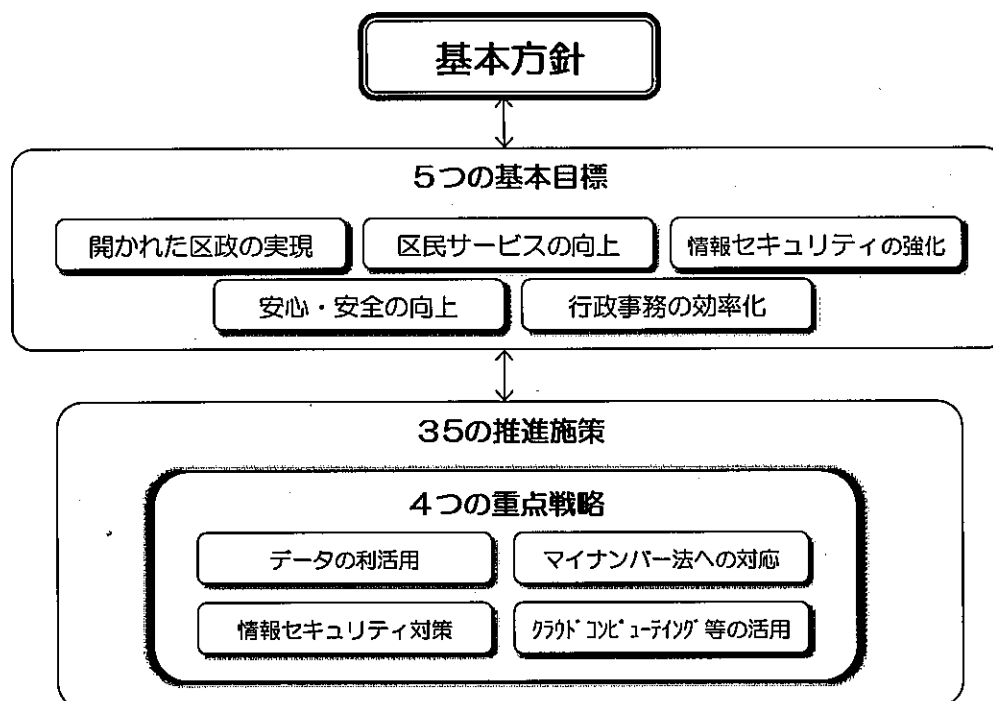 基本方針
5つの基本目標
開かれた区政の実現
区民サービスの向上
情報セキュリティの強化
安心・安全の向上
行政事務の効率化
35の推進施策
4つの重点戦略
データの利活用
マイナンバー法への対応
情報セキュリティ対策
クラウドコンピューティング等の活用